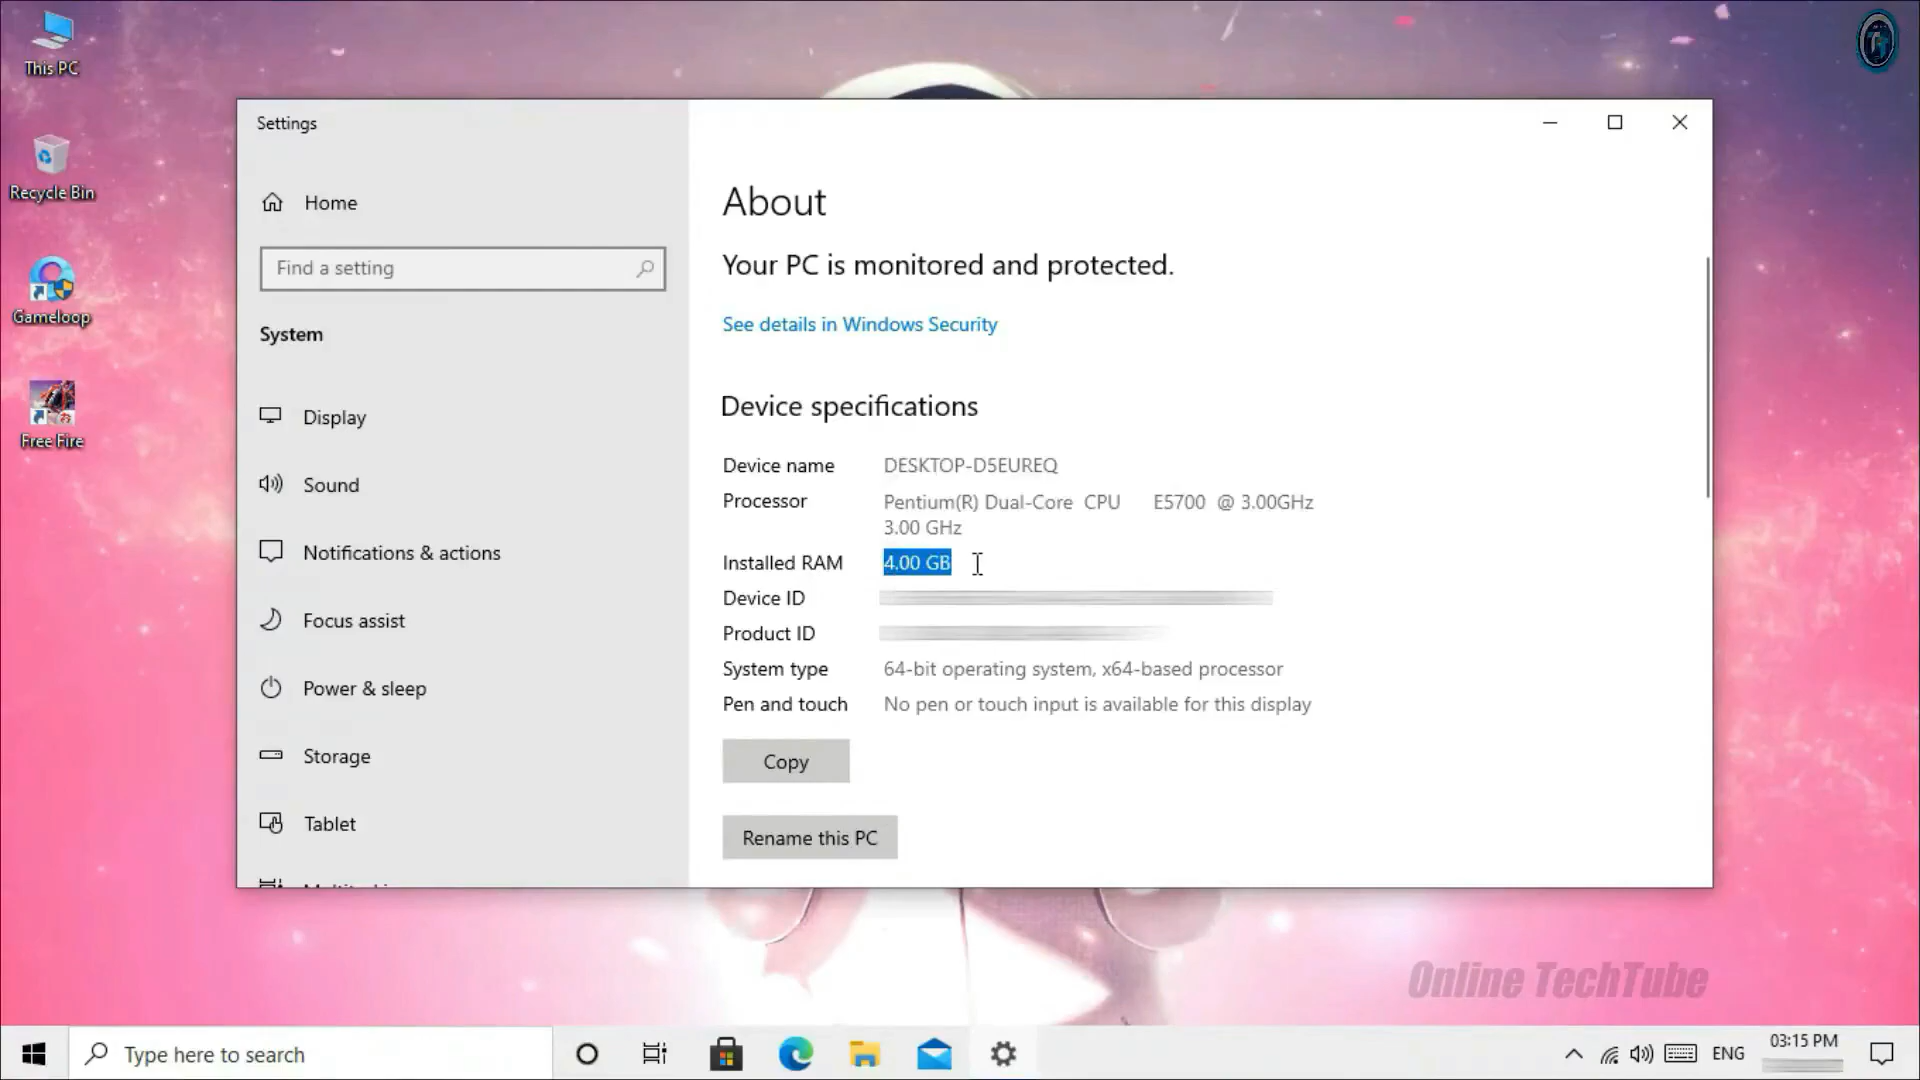 This PC
Recycle Bin
Gameloop
Free Fire
Settings
Home
Find a setting
System
Display
Sound
Notifications & actions
Focus assist
Power & sleep
Storage
Tablet
About
Your PC is monitored and protected.
See details in Windows Security
Device specifications
Device name DESKTOP-D5EUREQ
Processor Pentium(R) Dual-Core CPU E5700 @ 3.00GHz
3.00 GHz
Installed RAM 4.00 GB
Device ID
Product ID
System type 64-bit operating system, x64-based processor
Pen and touch No pen or touch input is available for this display
Copy
Rename this PC
Online TechTube
Type here to search
ENG
03:15 PM